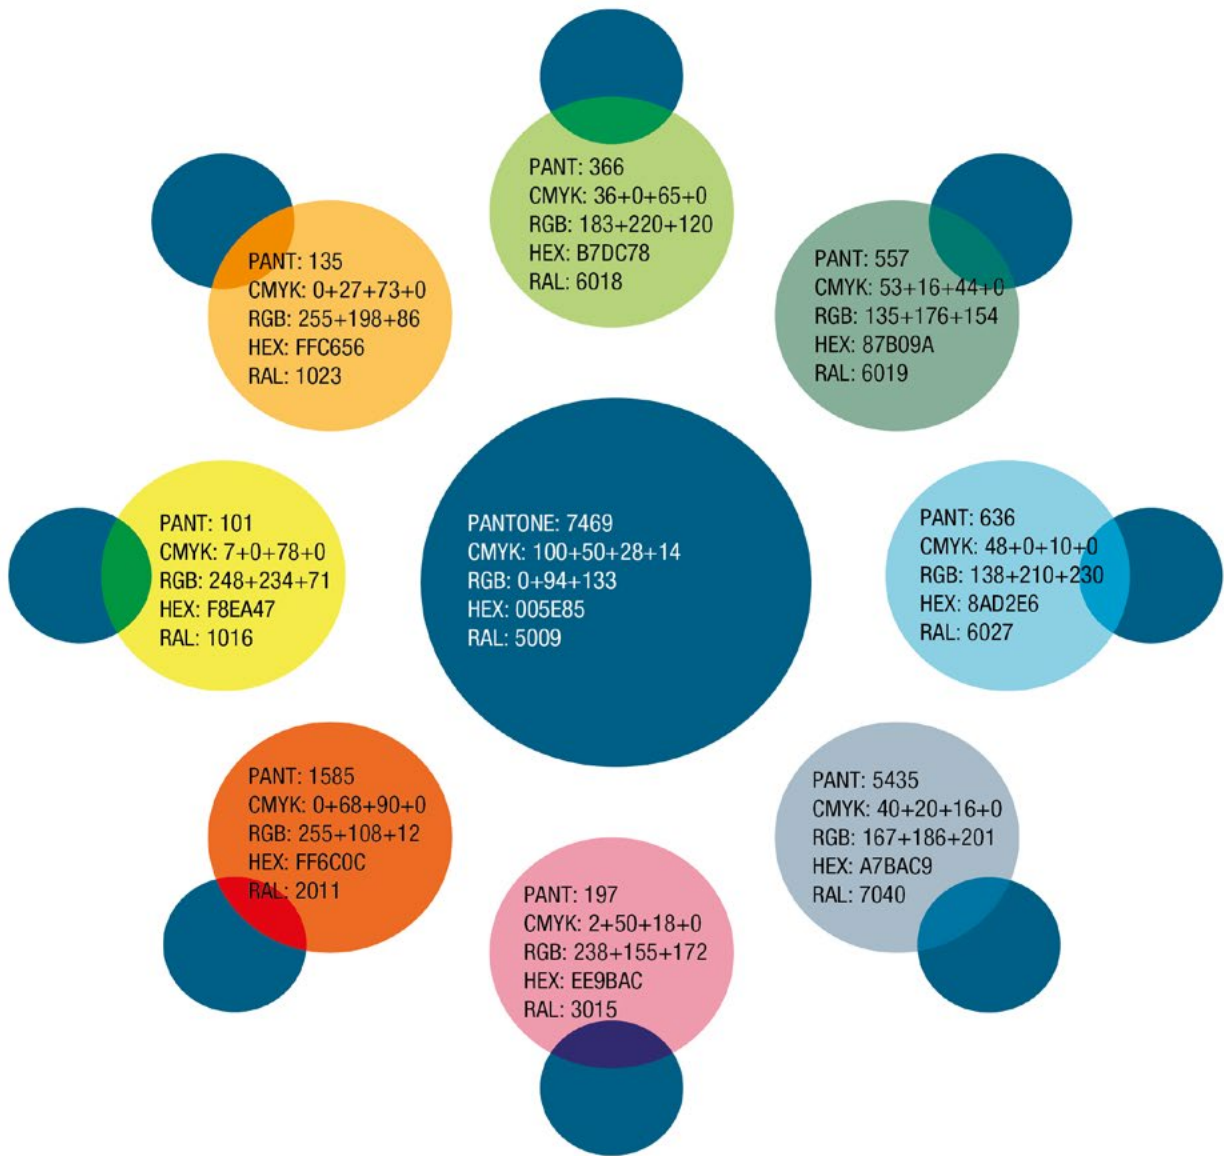 PANT: 366
CMYK: 36+0+65+0
RGB: 183+220+120
HEX: B7DC78
RAL: 6018
PANT: 135
CMYK: 0+27+73+0
RGB: 255+198+86
HEX: FFC656
RAL: 1023
PANT: 557
CMYK: 53+16+44+0
RGB: 135+176+154
HEX: 87B09A
RAL: 6019
PANT: 101
CMYK: 7+0+78+0
RGB: 248+234+71
HEX: F8EA47
RAL: 1016
PANTONE: 7469
CMYK: 100+50+28+14
RGB: 0+94+133
HEX: 005E85
RAL: 5009
PANT: 636
CMYK: 48+0+10+0
RGB: 138+210+230
HEX: 8AD2E6
RAL: 6027
PANT: 1585
CMYK: 0+68+90+0
RGB: 255+108+12
HEX: FF6C0C
RAL: 2011
PANT: 197
CMYK: 2+50+18+0
RGB: 238+155+172
HEX: EE9BAC
RAL: 3015
PANT: 5435
CMYK: 40+20+16+0
RGB: 167+186+201
HEX: A7BAC9
RAL: 7040